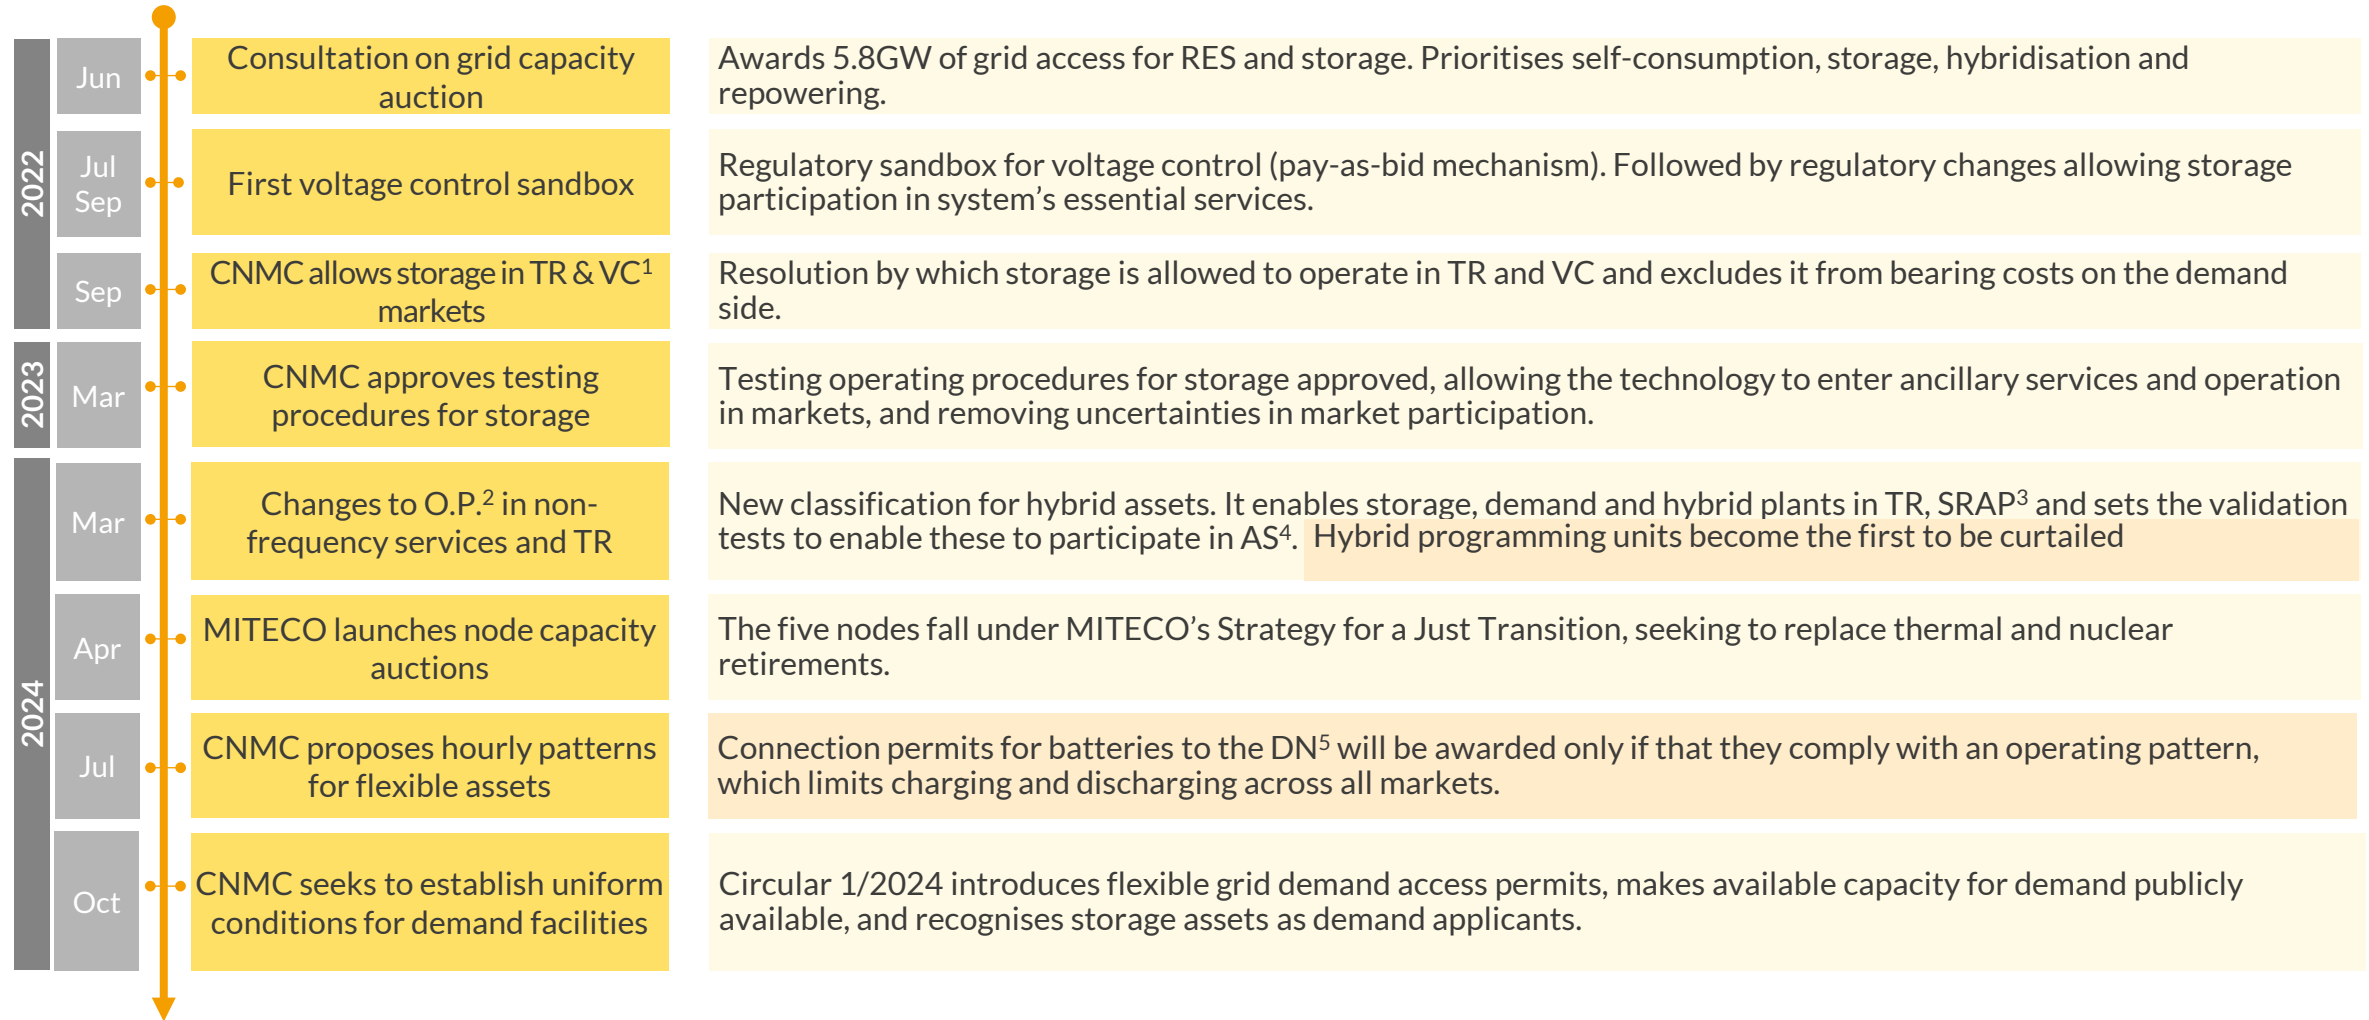 2022
Jun
Consultation on grid capacity
auction
Awards 5.8GW of grid access for RES and storage. Prioritises self-consumption, storage, hybridisation and
repowering.
Jul
Sep
First voltage control sandbox
Regulatory sandbox for voltage control (pay-as-bid mechanism). Followed by regulatory changes allowing storage
participation in system’s essential services.
Sep
CNMC allows storage in TR & VC¹
markets
Resolution by which storage is allowed to operate in TR and VC and excludes it from bearing costs on the demand
side.
2023
Mar
CNMC approves testing
procedures for storage
Testing operating procedures for storage approved, allowing the technology to enter ancillary services and operation
in markets, and removing uncertainties in market participation.
2024
Mar
Changes to O.P.² in non-
frequency services and TR
New classification for hybrid assets. It enables storage, demand and hybrid plants in TR, SRAP³ and sets the validation
tests to enable these to participate in AS⁴. Hybrid programming units become the first to be curtailed
Apr
MITECO launches node capacity
auctions
The five nodes fall under MITECO’s Strategy for a Just Transition, seeking to replace thermal and nuclear
retirements.
Jul
CNMC proposes hourly patterns
for flexible assets
Connection permits for batteries to the DN⁵ will be awarded only if that they comply with an operating pattern,
which limits charging and discharging across all markets.
Oct
CNMC seeks to establish uniform
conditions for demand facilities
Circular 1/2024 introduces flexible grid demand access permits, makes available capacity for demand publicly
available, and recognises storage assets as demand applicants.